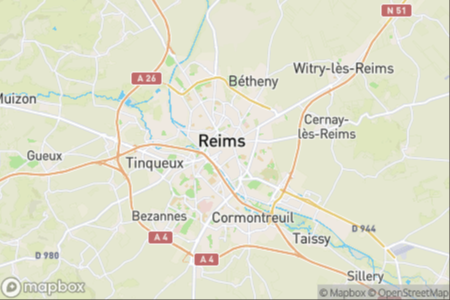 N 51
A 26
Bétheny
Witry-lès-Reims
Muizon
Cernay-
lès-Reims
Reims
Gueux
Tinqueux
Bezannes
Cormontreuil
D 944
A 4
Taissy
D 980
A 4
Sillery
mapbox
© Mapbox © OpenStreetMap